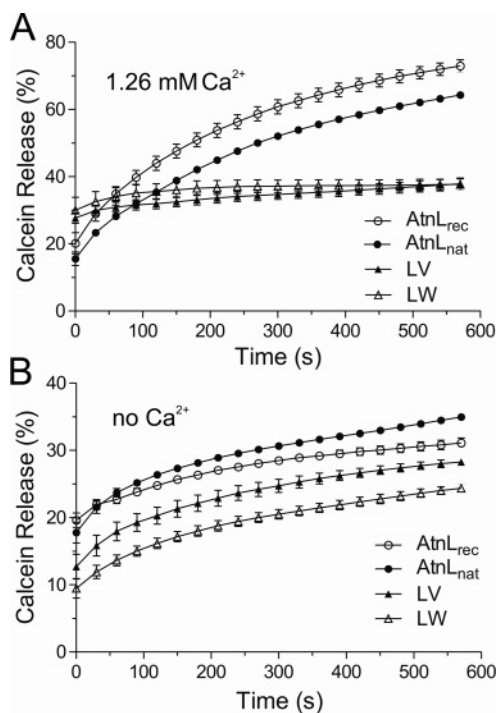 A
80
1.26 mM Ca²⁺
60
40
20
0
Calcein Release (%)
AtnLrec
AtnLnat
LV
LW
0 100 200 300 400 500 600
Time (s)
B
40
no Ca²⁺
30
20
10
0
Calcein Release (%)
AtnLrec
AtnLnat
LV
LW
0 100 200 300 400 500 600
Time (s)